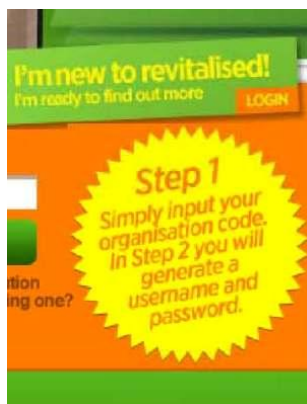 I'm new to revitalised!
I'm ready to find out more
LOGIN
Step 1
Simply input your
organisation code.
In Step 2 you will
generate a
username and
password.
ation
ing one?